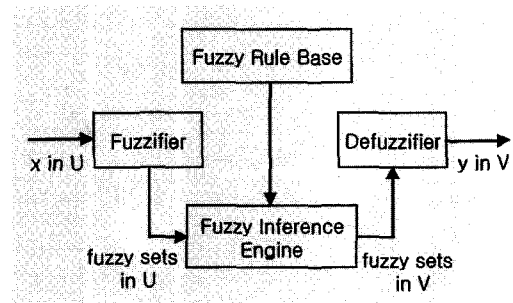 Fuzzy Rule Base
Fuzzifier
Defuzzifier
x in U
y in V
Fuzzy Inference
Engine
fuzzy sets
in U
fuzzy sets
in V